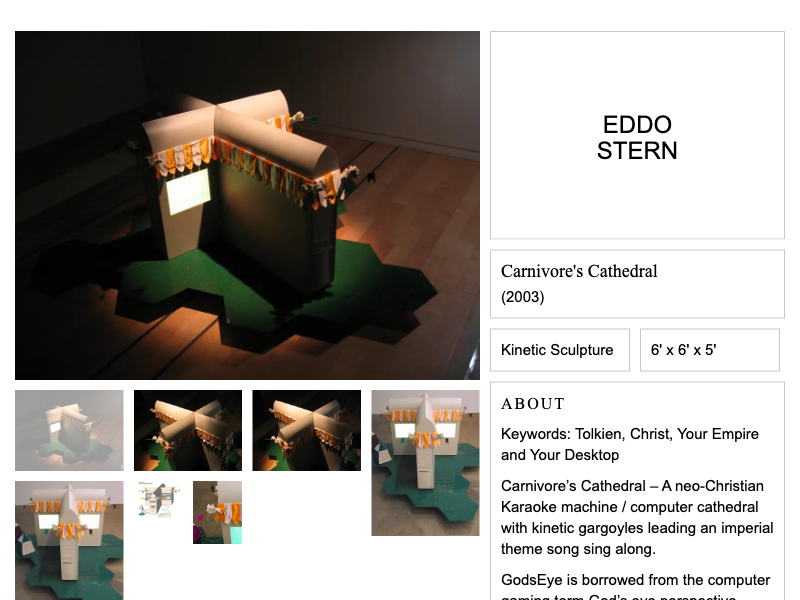 EDDO
STERN
Carnivore's Cathedral
(2003)
Kinetic Sculpture
6' x 6' x 5'
ABOUT
Keywords: Tolkien, Christ, Your Empire
and Your Desktop
Carnivore’s Cathedral – A neo-Christian
Karaoke machine / computer cathedral
with kinetic gargoyles leading an imperial
theme song sing along.
GodsEye is borrowed from the computer
gaming term God’s eye perspective